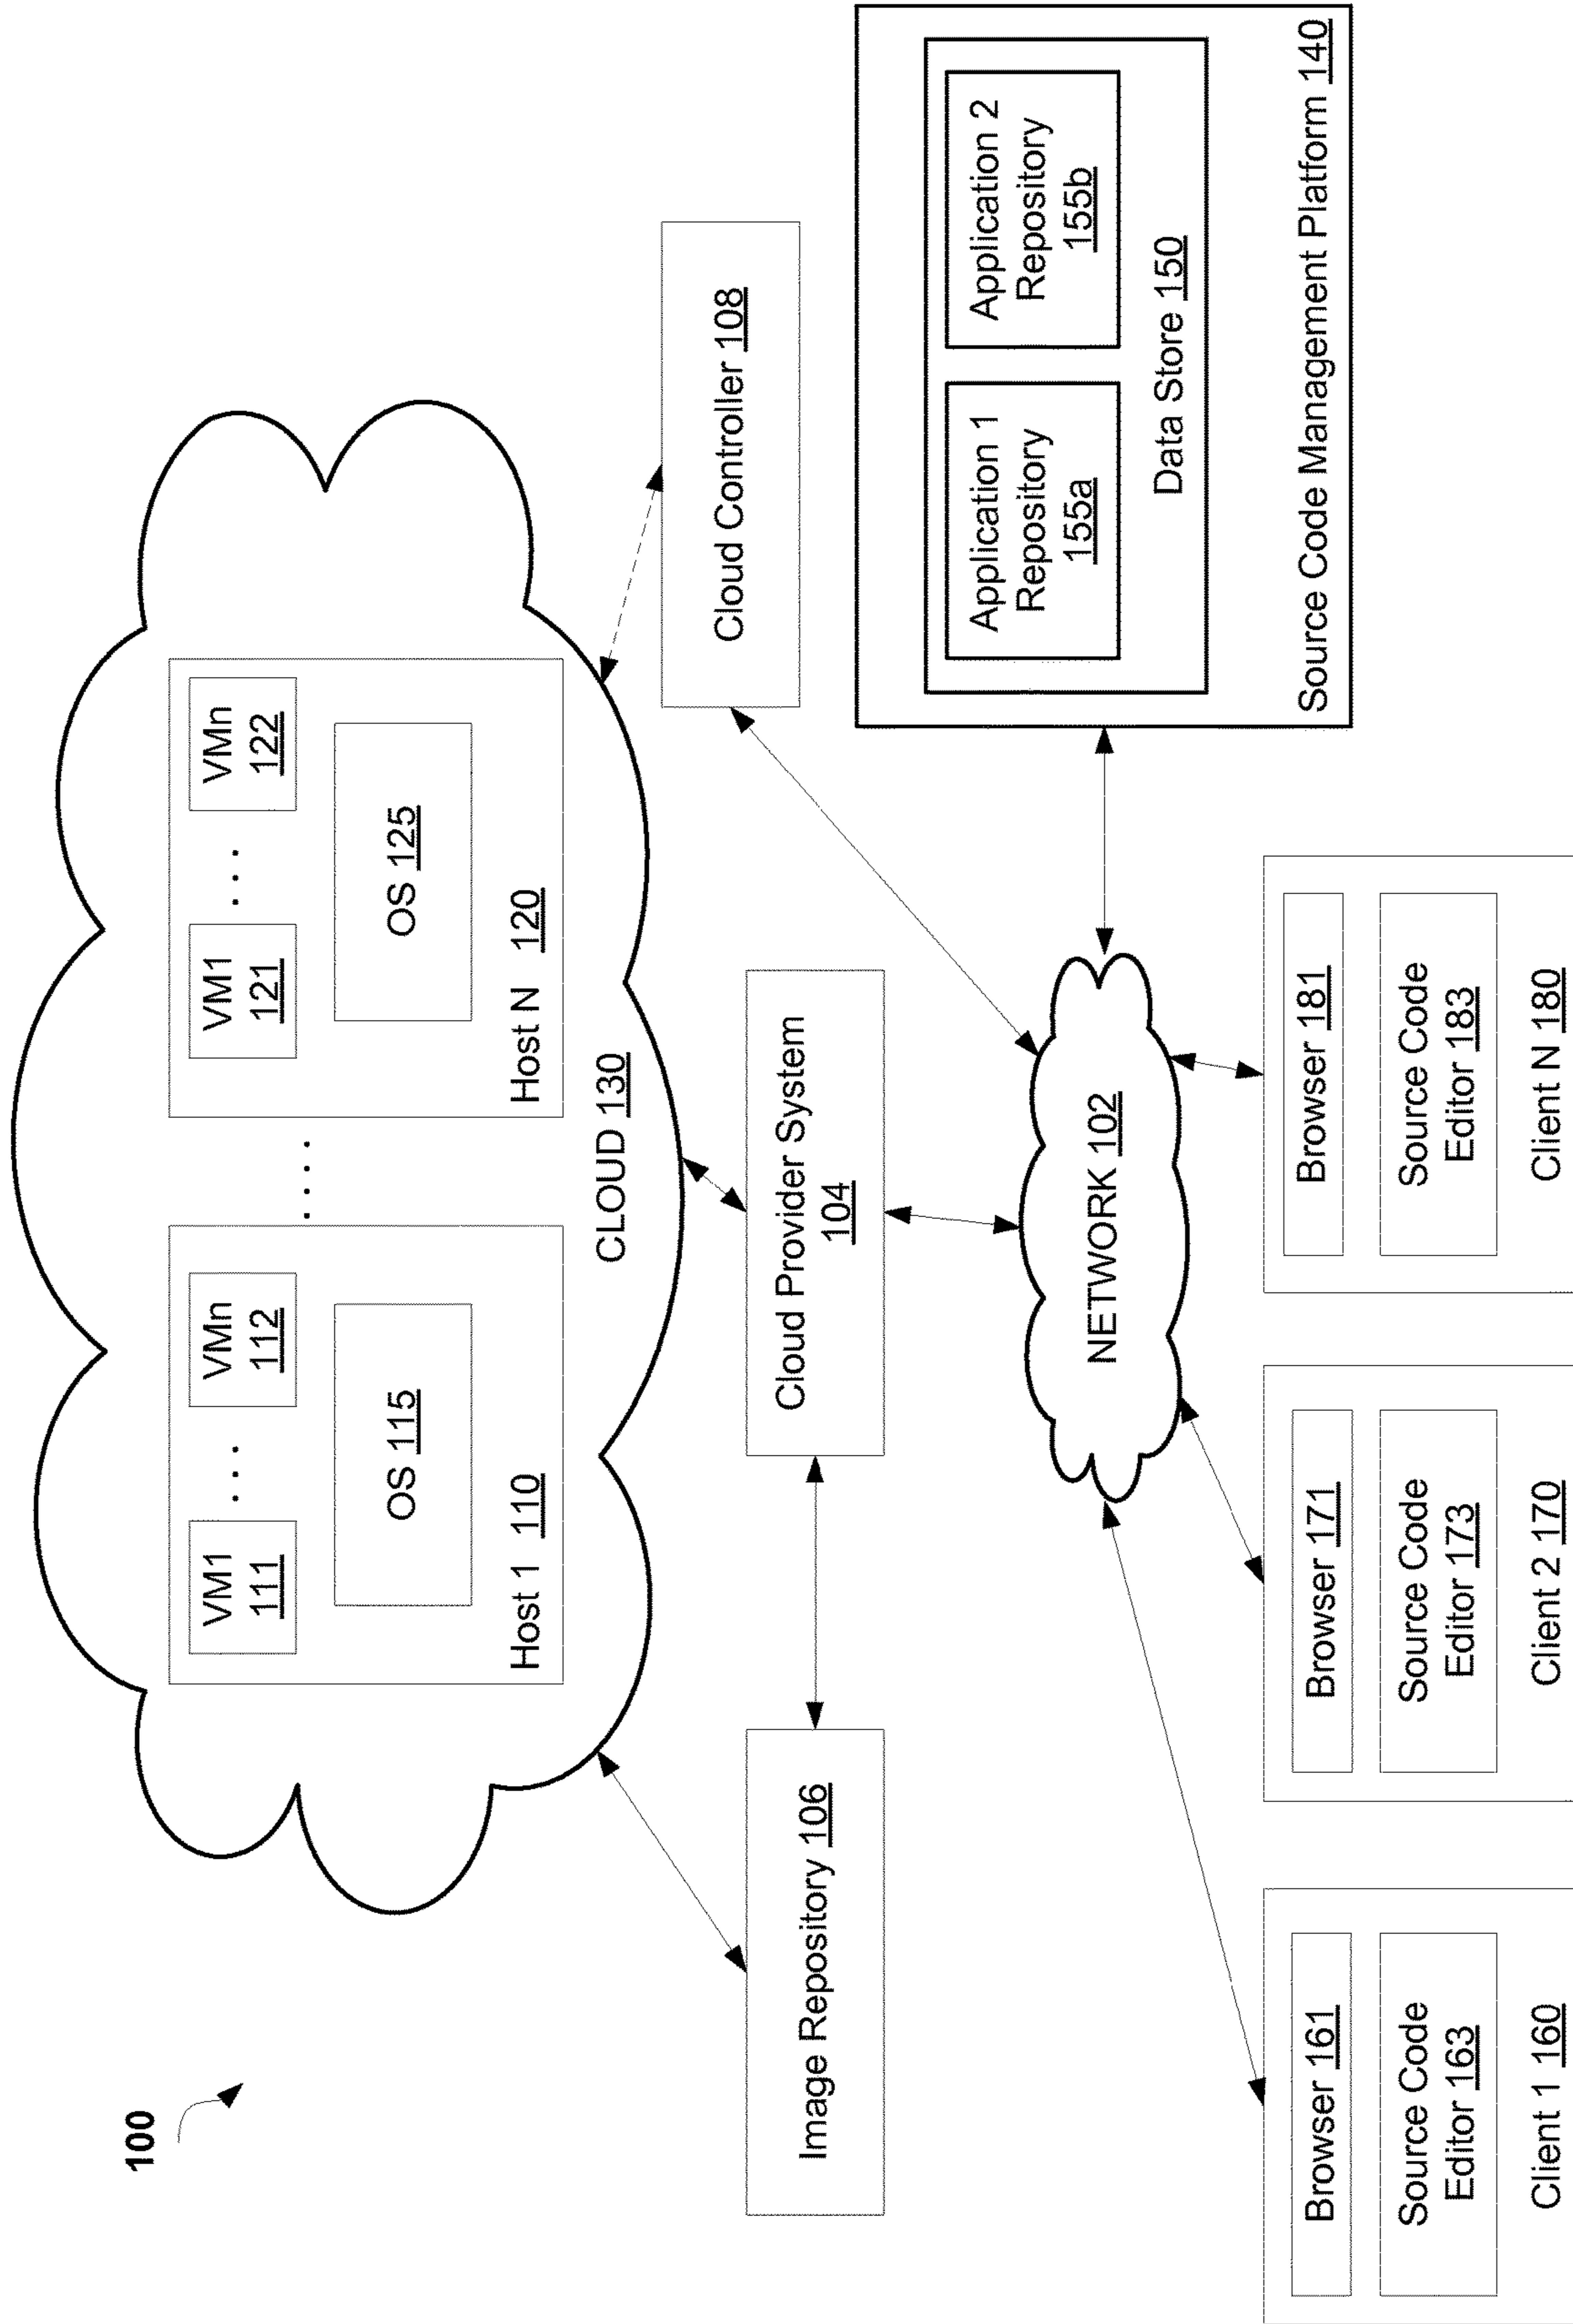 100
VM1
111
. . .
VMn
112
OS 115
Host 1 110
. . . . .
VM1
121
. . .
VMn
122
OS 125
Host N 120
CLOUD 130
Image Repository 106
Cloud Provider System
104
Cloud Controller 108
NETWORK 102
Application 1
Repository
155a
Application 2
Repository
155b
Data Store 150
Source Code Management Platform 140
Browser 161
Source Code
Editor 163
Client 1 160
Browser 171
Source Code
Editor 173
Client 2 170
Browser 181
Source Code
Editor 183
Client N 180